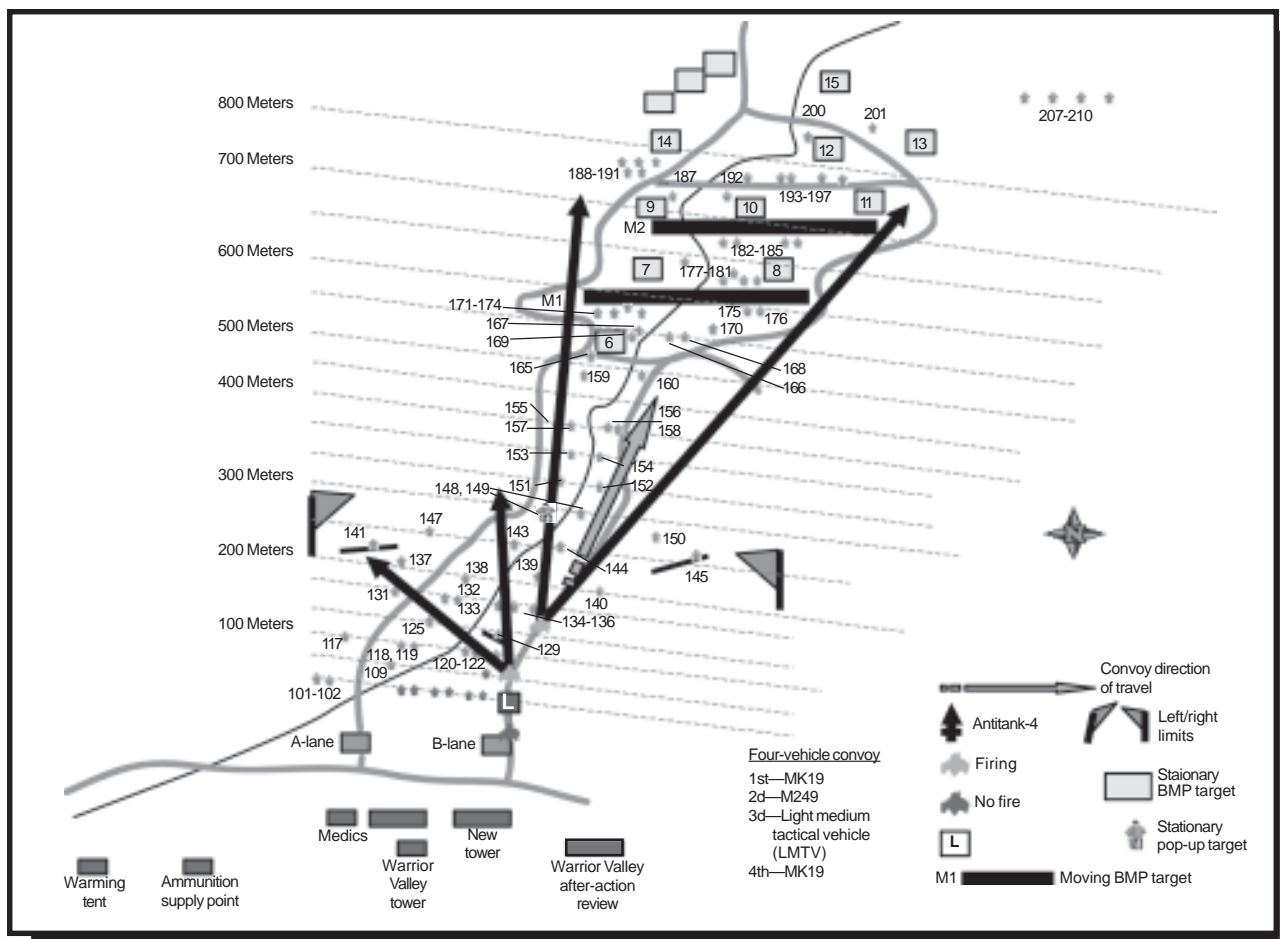 800 Meters
700 Meters
600 Meters
500 Meters
400 Meters
300 Meters
200 Meters
100 Meters
15
200
201
207-210
14
12
13
188-191
187
192
193-197
9
10
11
M2
182-185
7
177-181
8
M1
171-174
175
176
167
170
169
6
165
168
166
159
160
155
156
157
158
153
154
151
152
148, 149
147
143
141
150
137
139
144
145
138
131
132
140
133
134-136
125
129
117
118, 119
120-122
109
101-102
L
A-lane
B-lane
Medics
New
tower
Warrior
Valley
tower
Warming
tent
Ammunition
supply point
Warrior Valley
after-action
review
Four-vehicle convoy
1st—MK19
2d—M249
3d—Light medium
tactical vehicle
(LMTV)
4th—MK19
Convoy direction
of travel
Antitank-4
Left/right
limits
Firing
Staionary
BMP target
No fire
Stationary
pop-up target
L
M1
Moving BMP target